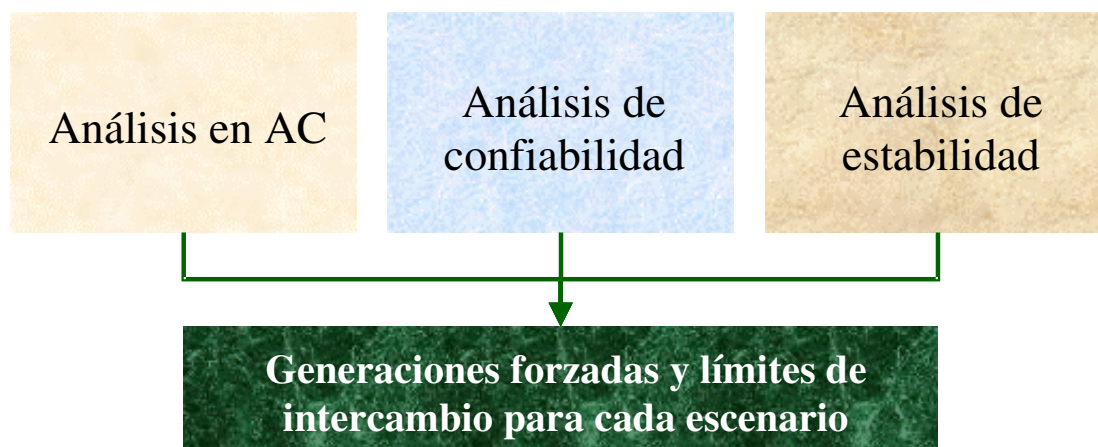 Análisis en AC
Análisis de
confiabilidad
Análisis de
estabilidad
Generaciones forzadas y límites de
intercambio para cada escenario